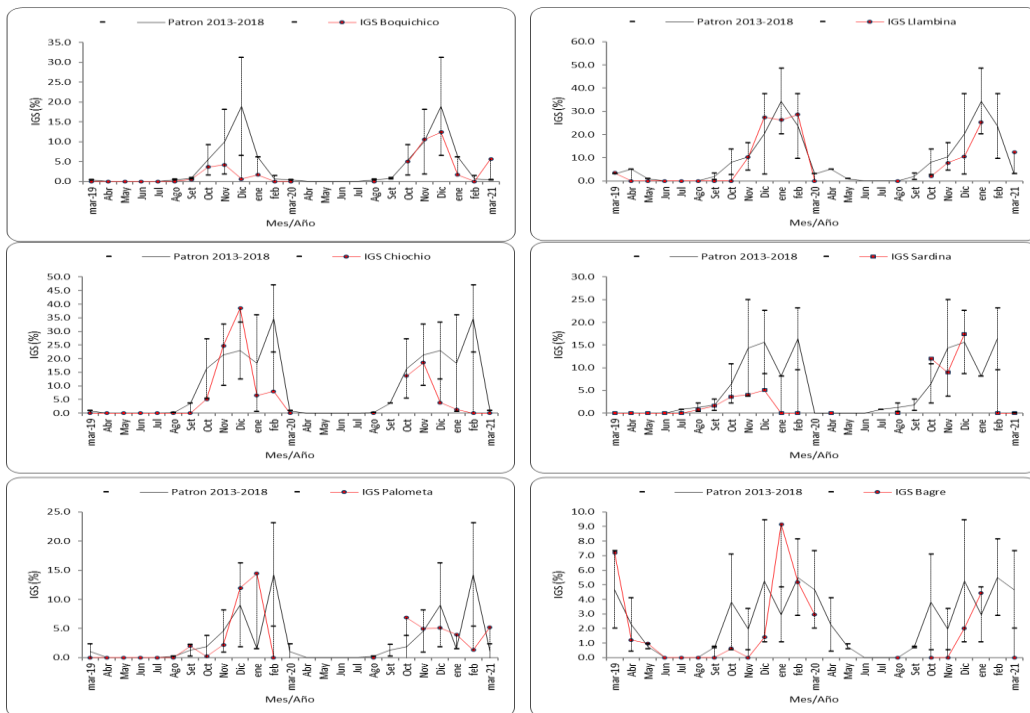 Patron 2013-2018 IGS Boquichico
35.0
30.0
25.0
20.0
15.0
10.0
5.0
0.0
IGS (%)
mar-19 Abr May Jun Jul Ago Set Oct Nov Dic ene feb mar-20 Abr May Jun Jul Ago Set Oct Nov Dic ene feb mar-21
Mes/Año
Patron 2013-2018 IGS Llambina
60.0
50.0
40.0
30.0
20.0
10.0
0.0
IGS (%)
mar-19 Abr May Jun Jul Ago Set Oct Nov Dic ene feb mar-20 Abr May Jun Jul Ago Set Oct Nov Dic ene feb mar-21
Mes/Año
Patron 2013-2018 IGS Chiochio
50.0
45.0
40.0
35.0
30.0
25.0
20.0
15.0
10.0
5.0
0.0
IGS (%)
mar-19 Abr May Jun Jul Ago Set Oct Nov Dic ene feb mar-20 Abr May Jun Jul Ago Set Oct Nov Dic ene feb mar-21
Mes/Año
Patron 2013-2018 IGS Sardina
30.0
25.0
20.0
15.0
10.0
5.0
0.0
IGS (%)
mar-19 Abr May Jun Jul Ago Set Oct Nov Dic ene feb mar-20 Abr May Jun Jul Ago Set Oct Nov Dic ene feb mar-21
Mes/Año
Patron 2013-2018 IGS Palometa
25.0
20.0
15.0
10.0
5.0
0.0
IGS (%)
mar-19 Abr May Jun Jul Ago Set Oct Nov Dic ene feb mar-20 Abr May Jun Jul Ago Set Oct Nov Dic ene feb mar-21
Mes/Año
Patron 2013-2018 IGS Bagre
10.0
9.0
8.0
7.0
6.0
5.0
4.0
3.0
2.0
1.0
0.0
IGS (%)
mar-19 Abr May Jun Jul Ago Set Oct Nov Dic ene feb mar-20 Abr May Jun Jul Ago Set Oct Nov Dic ene feb mar-21
Mes/Año